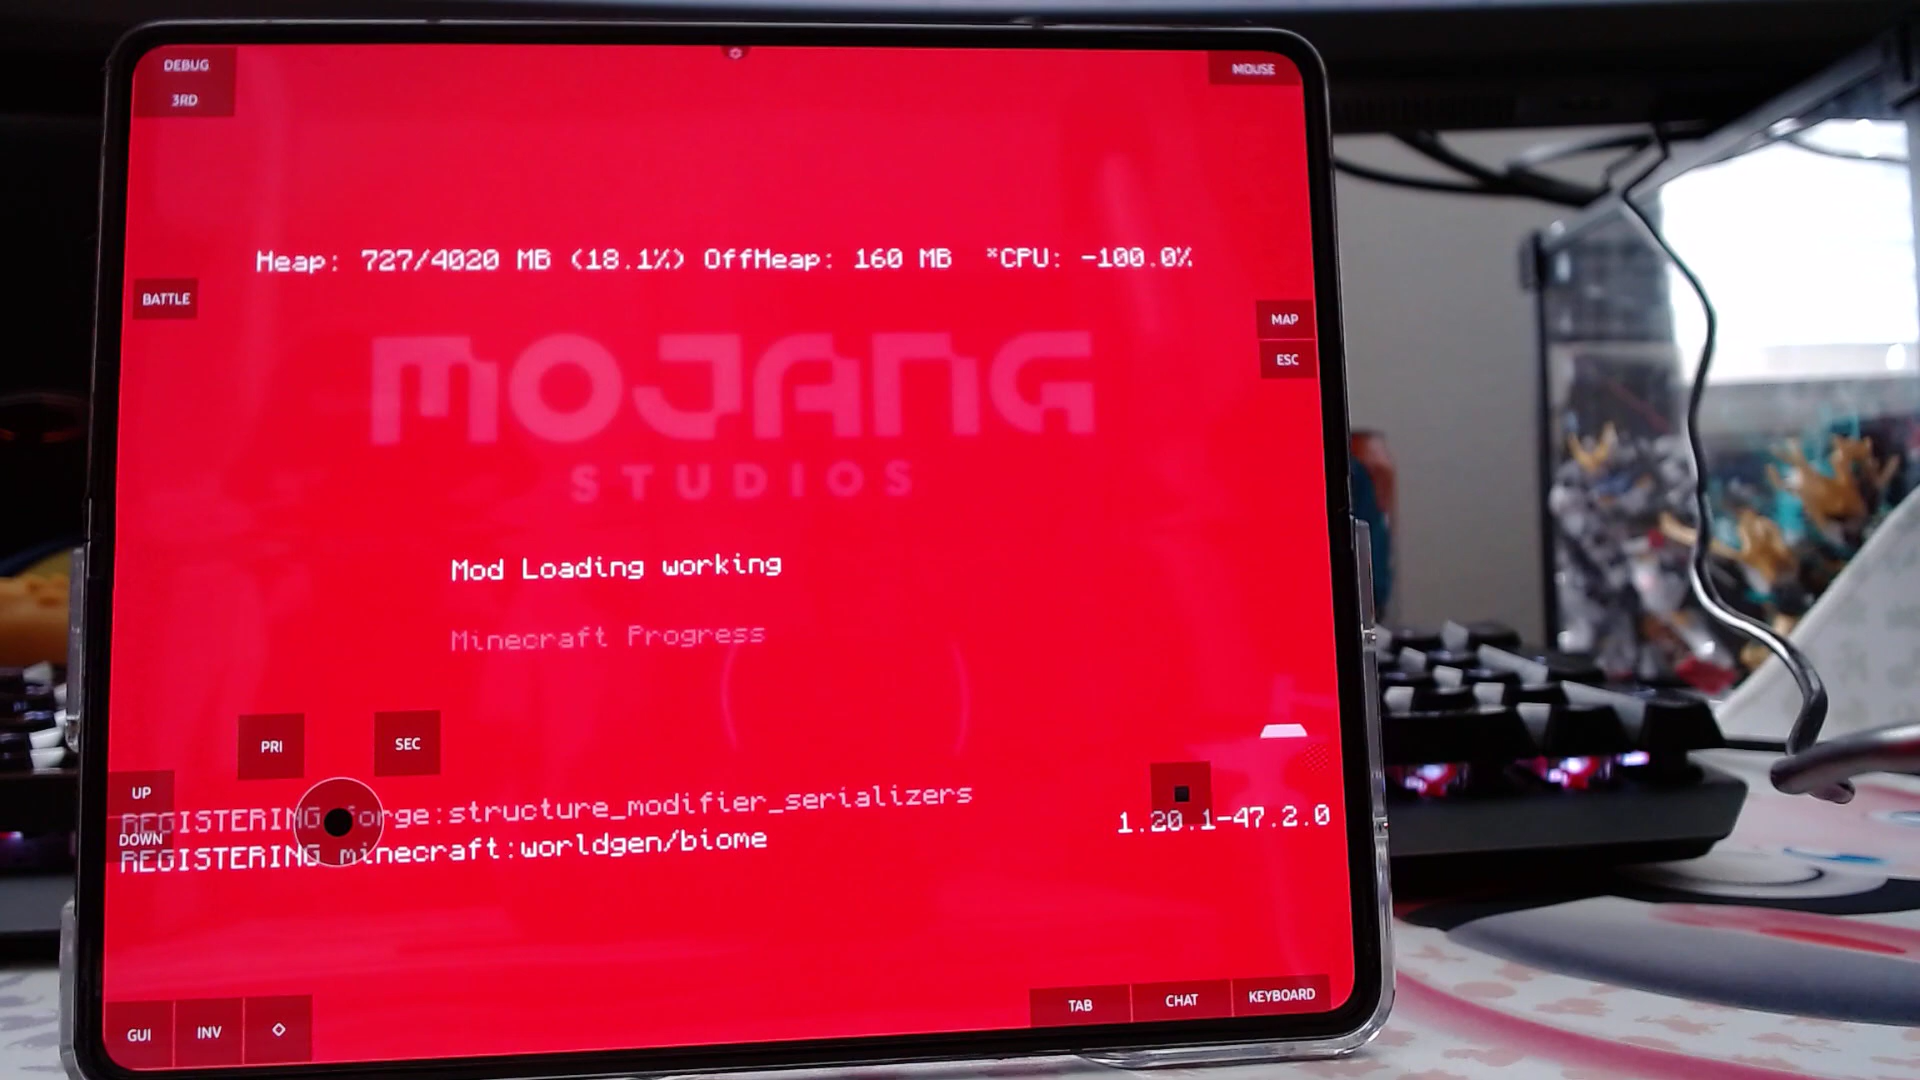 DEBUG
MOUSE
3RD
Heap: 727/4020 MB (18.1%) OffHeap: 160 MB *CPU: -100.0%
BATTLE
MAP
ESC
MOJANG
STUDIOS
Mod Loading working
Minecraft Progress
PRI
SEC
UP
REGISTERING forge:structure_modifier_serializers
1.20.1-47.2.0
DOWN
REGISTERING minecraft:worldgen/biome
GUI
INV
TAB
CHAT
KEYBOARD